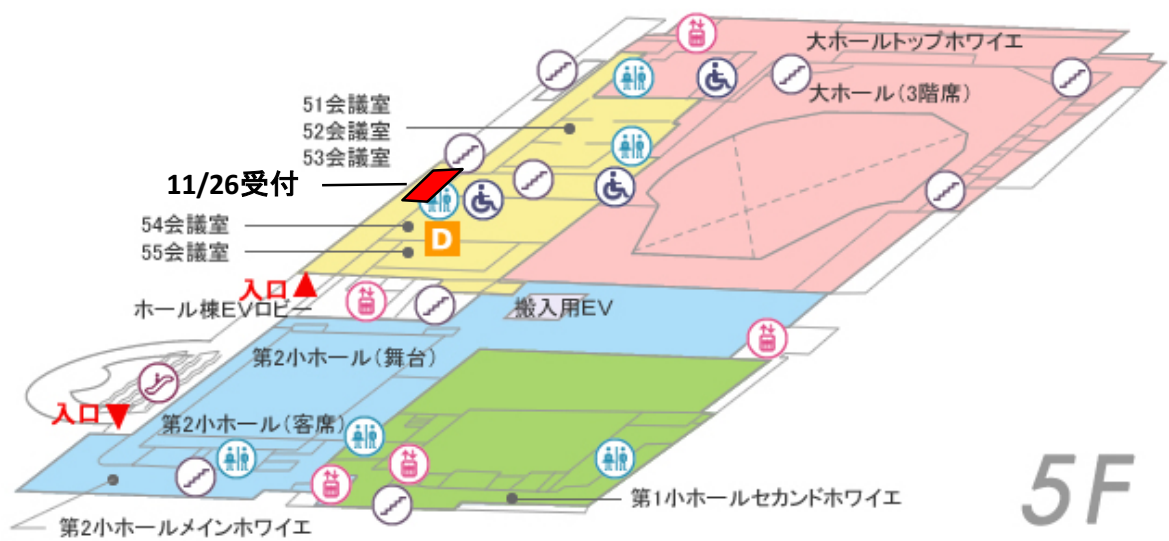 大ホールトップホワイエ
大ホール(3階席)
51会議室
52会議室
53会議室
11/26受付
54会議室
55会議室
D
入口
ホール棟EVロビー
搬入用EV
第2小ホール(舞台)
入口
第2小ホール(客席)
第1小ホールセカンドホワイエ
第2小ホールメインホワイエ
5F